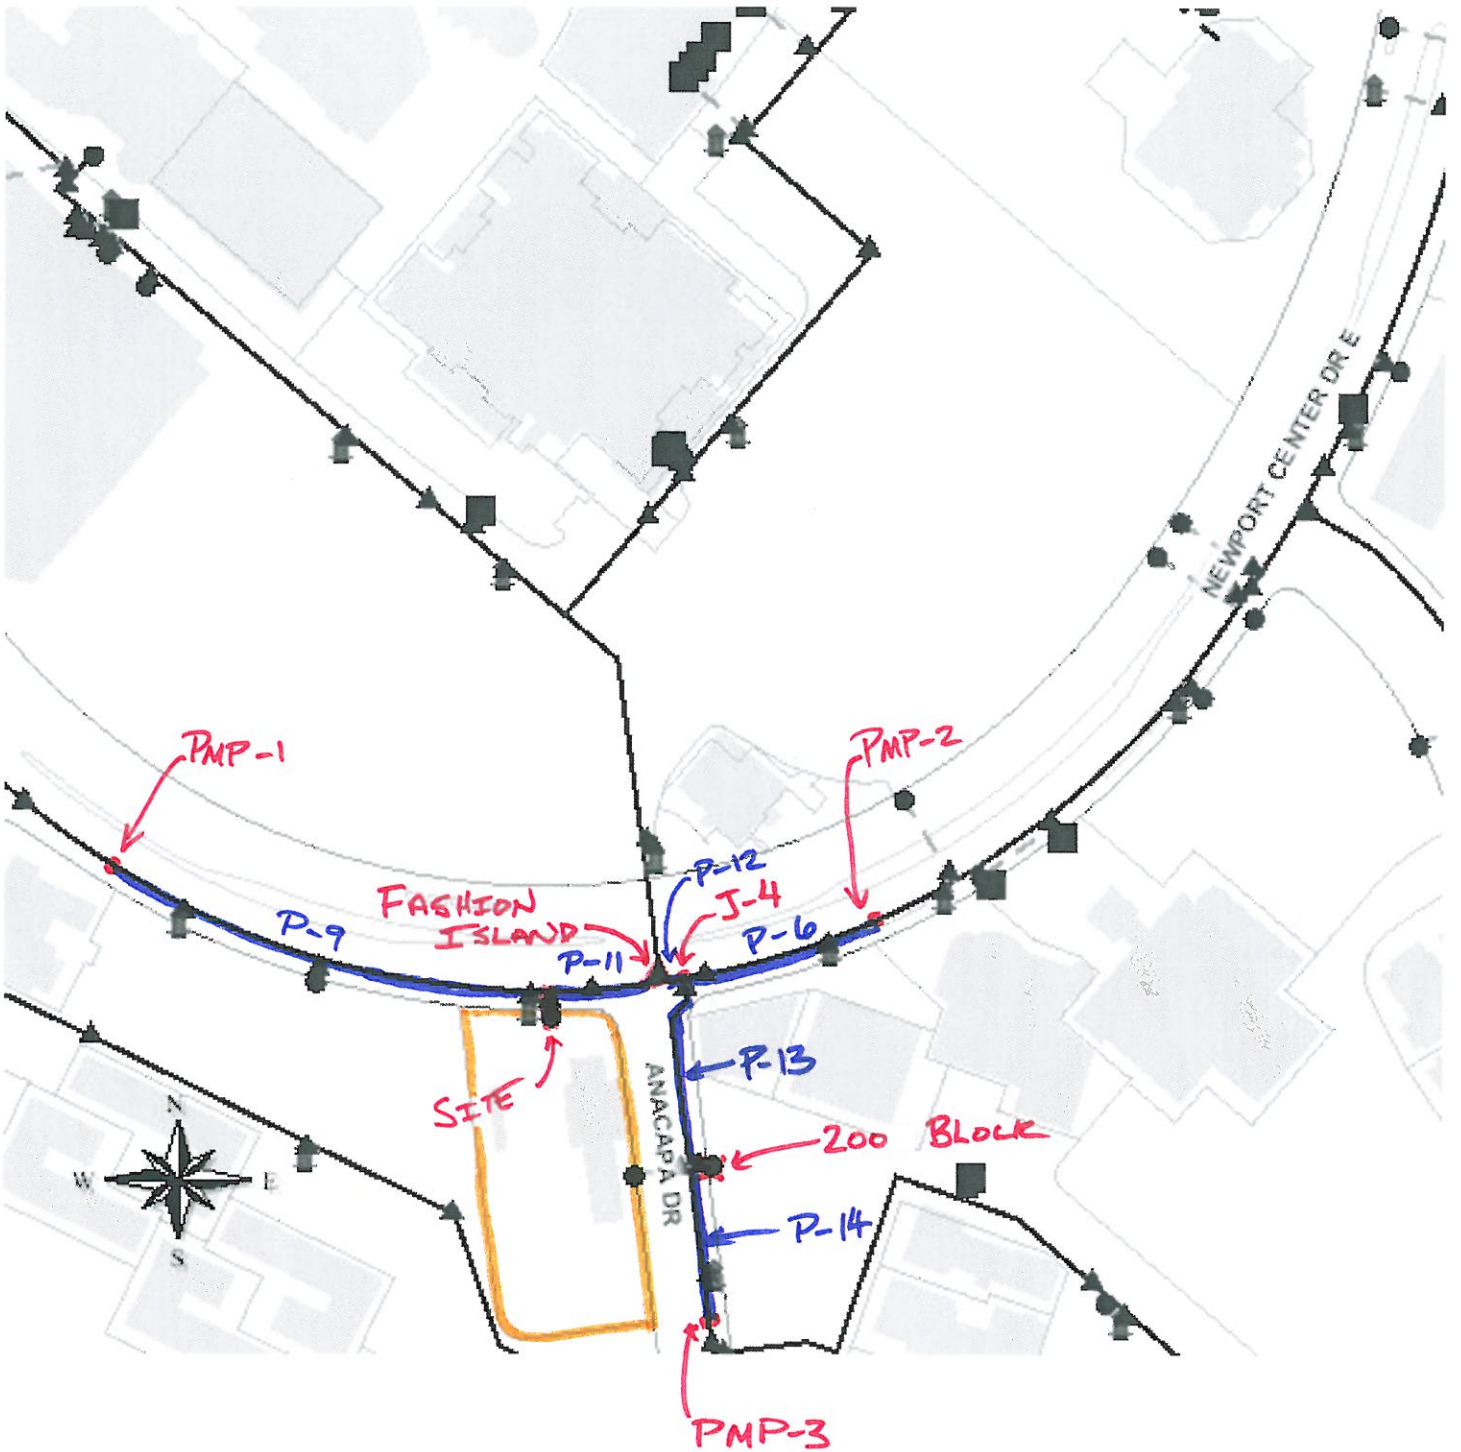 NEWPORT CENTER DR E
PMP-1
PMP-2
P-12
FASHION
ISLAND
J-4
P-9
P-11
P-6
SITE
P-13
ANACAPA DR
200 BLOCK
N
W E
S
P-14
PMP-3